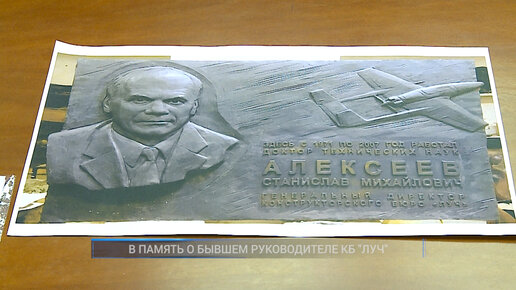 ЗДЕСЬ С 1971 ПО 2007 ГОД РАБОТАЛ
ДОКТОР ТЕХНИЧЕСКИХ НАУК
АЛЕКСЕЕВ
СТАНИСЛАВ МИХАЙЛОВИЧ
ГЕНЕРАЛЬНЫЙ ДИРЕКТОР
КОНСТРУКТОРСКОГО БЮРО «ЛУЧ»
В ПАМЯТЬ О БЫВШЕМ РУКОВОДИТЕЛЕ КБ "ЛУЧ"